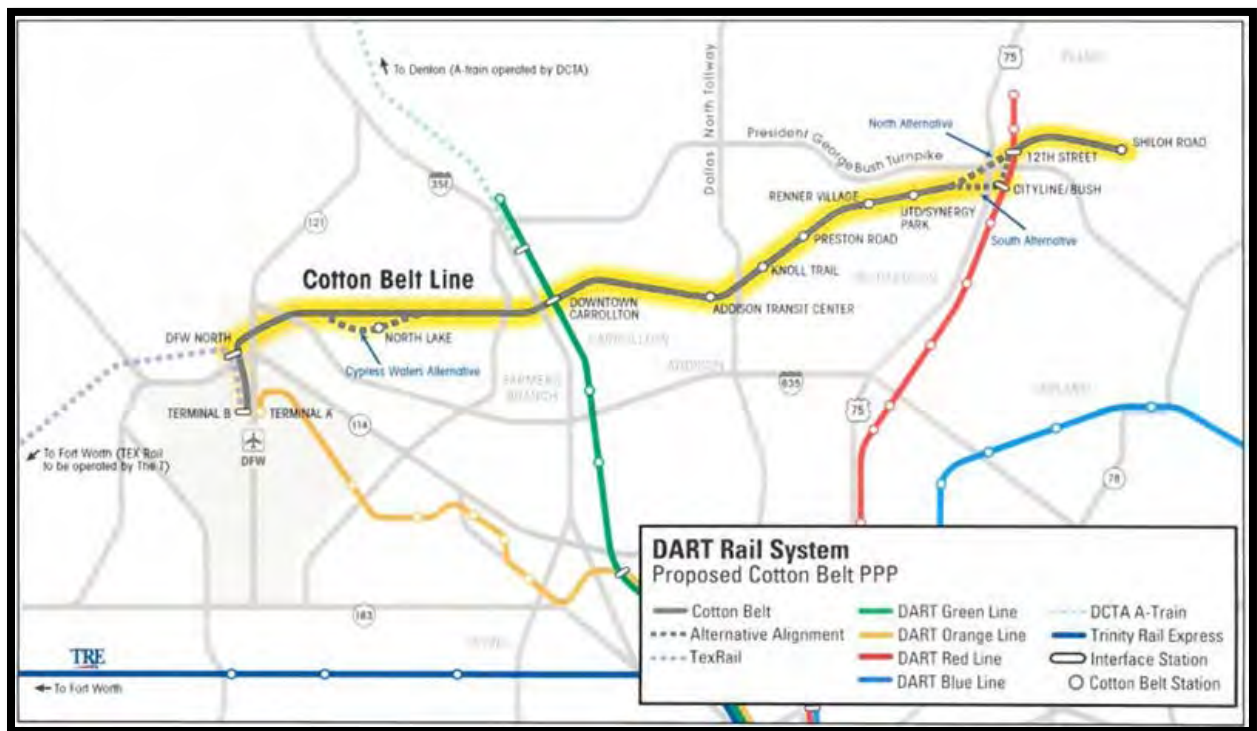 To Denton (A-train operated by DCTA)
75
PLANO
Dallas North Tollway
North Alternative
President George Bush Turnpike
SHILOH ROAD
12TH STREET
35E
RENNER VILLAGE
CITYLINE/BUSH
121
UTD/SYNERGY
PARK
South Alternative
PRESTON ROAD
RICHARDSON
Cotton Belt Line
KNOLL TRAIL
DOWNTOWN
CARROLLTON
ADDISON TRANSIT CENTER
DFW NORTH
NORTH LAKE
CARROLLTON
Cypress Waters Alternative
ADDISON
FARMERS
BRANCH
635
GARLAND
TERMINAL B
TERMINAL A
114
75
DFW
To Fort Worth (TEX Rail
to be operated by The T)
78
183
IRVING
TRE
To Fort Worth
DART Rail System
Proposed Cotton Belt PPP
Cotton Belt
Alternative Alignment
TexRail
DART Green Line
DART Orange Line
DART Red Line
DART Blue Line
DCTA A-Train
Trinity Rail Express
Interface Station
Cotton Belt Station